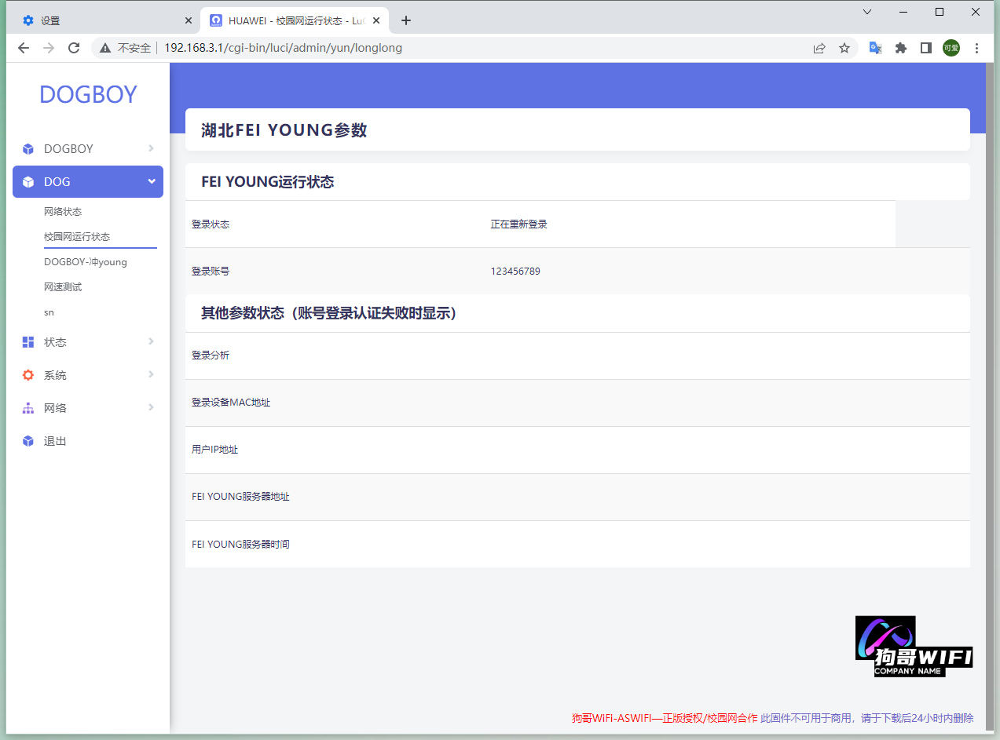 设置
HUAWEI - 校园网运行状态 - Lu
不安全
192.168.3.1/cgi-bin/luci/admin/yun/longlong
可爱
DOGBOY
DOGBOY
DOG
网络状态
校园网运行状态
DOGBOY-冲young
网速测试
sn
状态
系统
网络
退出
湖北FEI YOUNG参数
FEI YOUNG运行状态
登录状态 正在重新登录
登录账号 123456789
其他参数状态（账号登录认证失败时显示）
登录分析
登录设备MAC地址
用户IP地址
FEI YOUNG服务器地址
FEI YOUNG服务器时间
狗哥WIFI
COMPANY NAME
狗哥WiFi-ASWIFI—正版授权/校园网合作 此固件不可用于商用，请于下载后24小时内删除